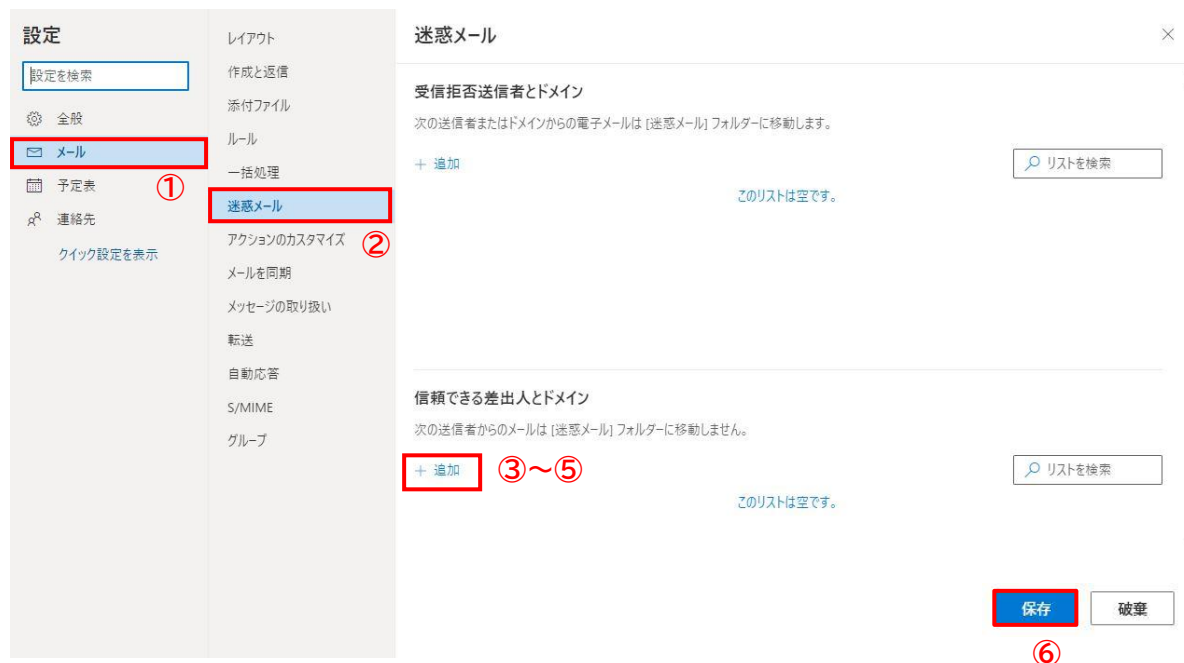 設定
設定を検索
全般
メール
①
予定表
連絡先
クイック設定を表示
レイアウト
作成と返信
添付ファイル
ルール
一括処理
迷惑メール
②
アクションのカスタマイズ
メールを同期
メッセージの取り扱い
転送
自動応答
S/MIME
グループ
迷惑メール
受信拒否送信者とドメイン
次の送信者またはドメインからの電子メールは [迷惑メール] フォルダーに移動します。
+ 追加
リストを検索
このリストは空です。
信頼できる差出人とドメイン
次の送信者からのメールは [迷惑メール] フォルダーに移動しません。
+ 追加
③～⑤
リストを検索
このリストは空です。
保存
破棄
⑥